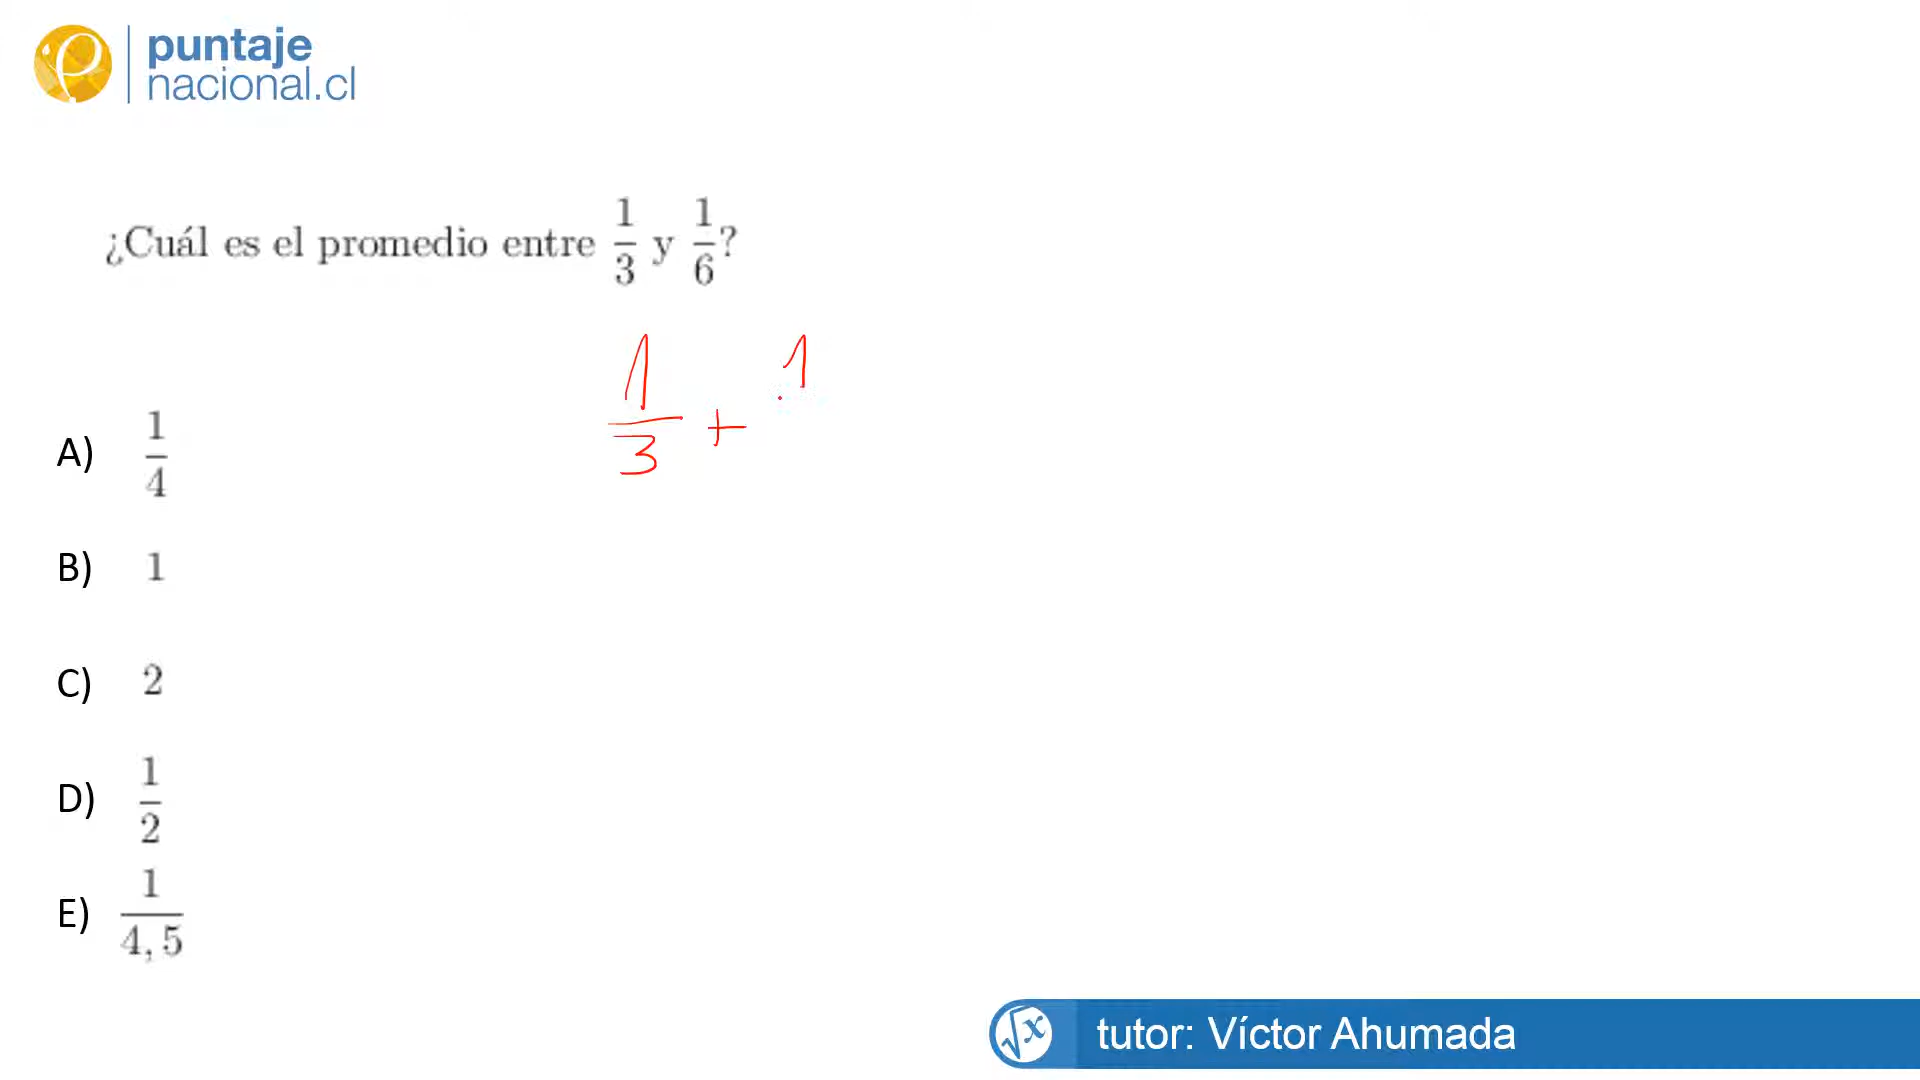 puntaje
nacional.cl
¿Cuál es el promedio entre 1/3 y 1/6?
1/3 + 1
A) 1/4
B) 1
C) 2
D) 1/2
E) 1/4,5
√x
tutor: Víctor Ahumada